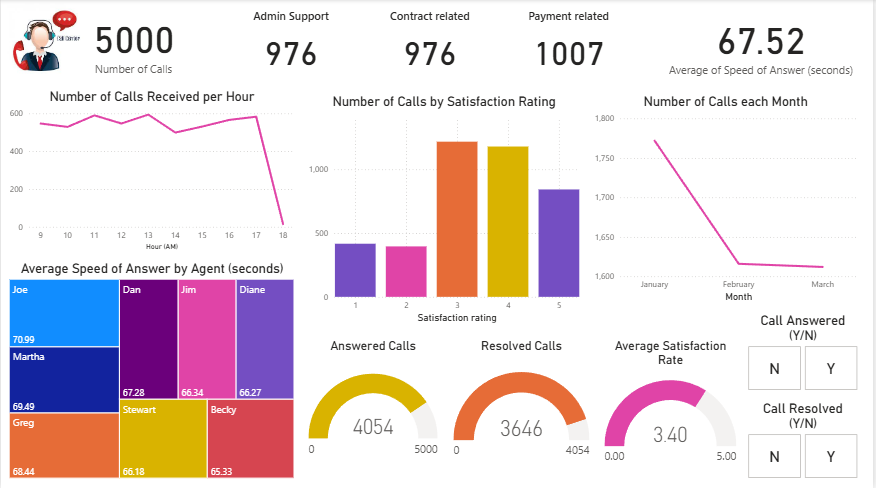 Call Center
5000
Number of Calls
Admin Support
976
Contract related
976
Payment related
1007
67.52
Average of Speed of Answer (seconds)
Number of Calls Received per Hour
600
400
200
0
9 10 11 12 13 14 15 16 17 18
Hour (AM)
Number of Calls by Satisfaction Rating
1,000
500
0
1 2 3 4 5
Satisfaction rating
Number of Calls each Month
1,800
1,750
1,700
1,650
1,600
January February March
Month
Average Speed of Answer by Agent (seconds)
Joe
70.99
Martha
69.49
Greg
68.44
Dan
67.28
Jim
66.34
Diane
66.27
Stewart
66.18
Becky
65.33
Answered Calls
4054
0 5000
Resolved Calls
3646
0 4054
Average Satisfaction
Rate
3.40
0.00 5.00
Call Answered
(Y/N)
N Y
Call Resolved
(Y/N)
N Y